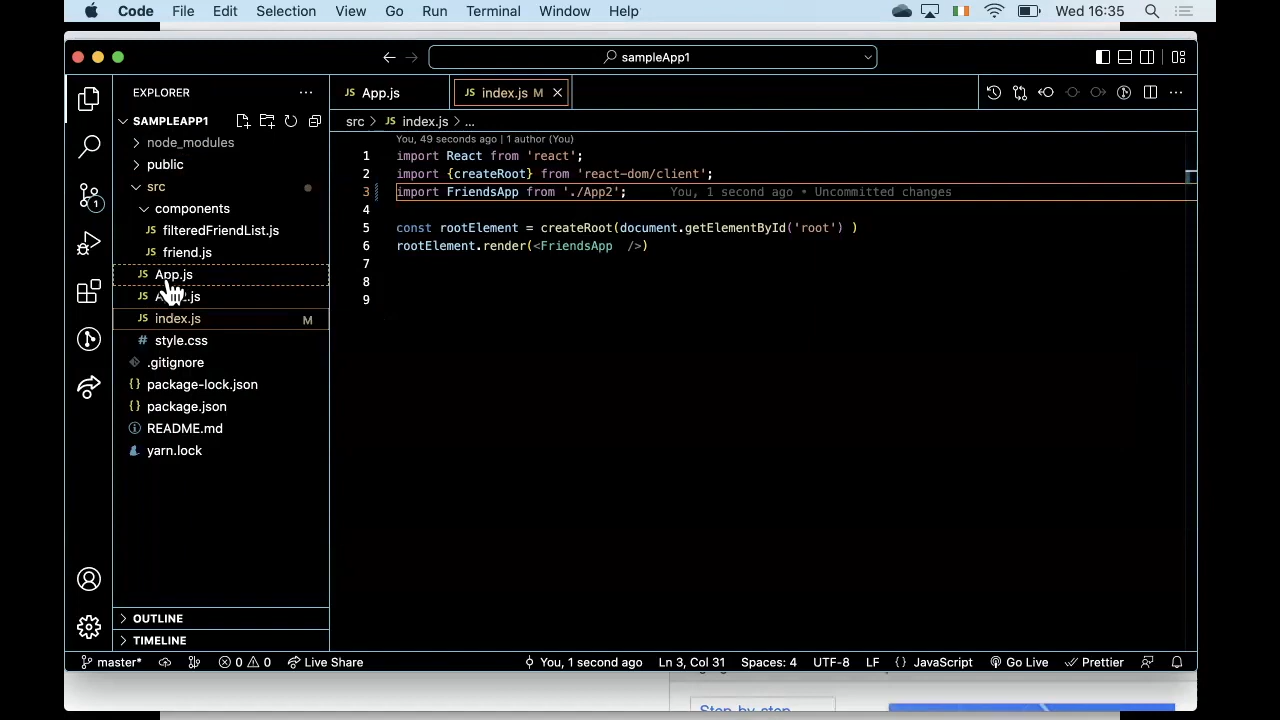 Code File Edit Selection View Go Run Terminal Window Help Wed 16:35
sampleApp1
EXPLORER
App.js
index.js M
SAMPLEAPP1
src > index.js > ...
node_modules
public
src
components
filteredFriendList.js
friend.js
App.js
index.js M
style.css
.gitignore
package-lock.json
package.json
README.md
yarn.lock
You, 49 seconds ago | 1 author (You)
1 import React from 'react';
2 import {createRoot} from 'react-dom/client';
3 import FriendsApp from './App2'; You, 1 second ago • Uncommitted changes
4
5 const rootElement = createRoot(document.getElementById('root') )
6 rootElement.render(<FriendsApp />)
7
8
9
1
OUTLINE
TIMELINE
master* 0 0 Live Share You, 1 second ago Ln 3, Col 31 Spaces: 4 UTF-8 LF {} JavaScript Go Live Prettier
Step-by-step